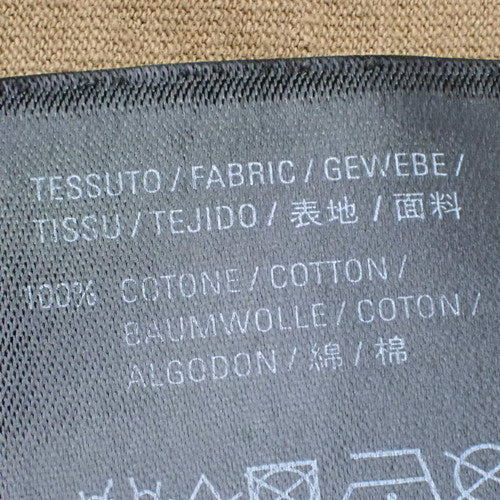 TESSUTO / FABRIC / GEWEBE /
TISSU / TEJIDO / 表地 / 面料
100% COTONE / COTTON /
BAUMWOLLE / COTON /
ALGODON / 綿 / 棉